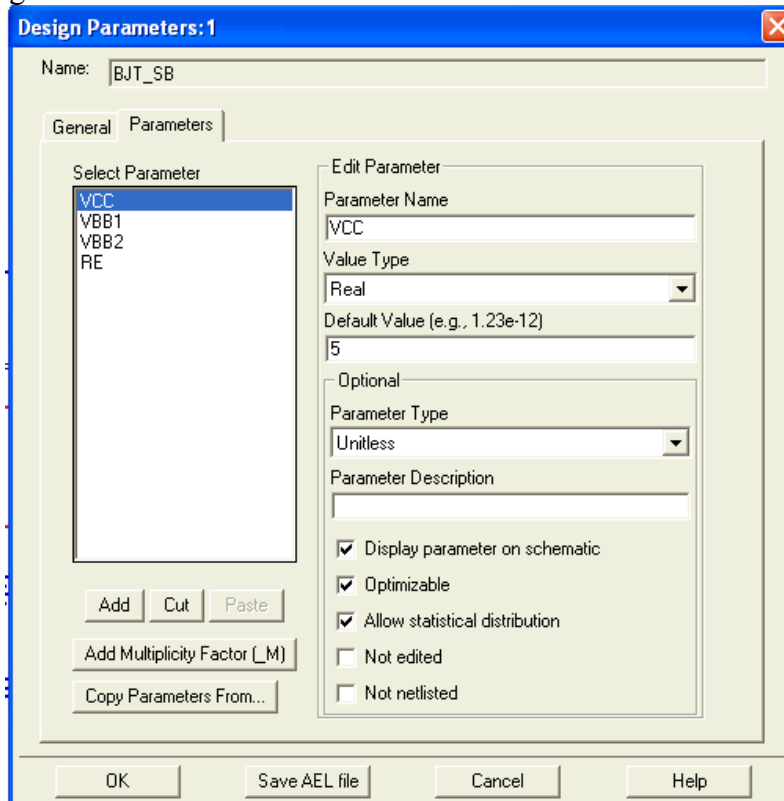 Design Parameters:1
Name: BJT_SB
General Parameters
Select Parameter
VCC
VBB1
VBB2
RE
Add Cut Paste
Add Multiplicity Factor (_M)
Copy Parameters From...
Edit Parameter
Parameter Name
VCC
Value Type
Real
Default Value (e.g., 1.23e-12)
5
Optional
Parameter Type
Unitless
Parameter Description
Display parameter on schematic
Optimizable
Allow statistical distribution
Not edited
Not netlisted
OK Save AEL file Cancel Help